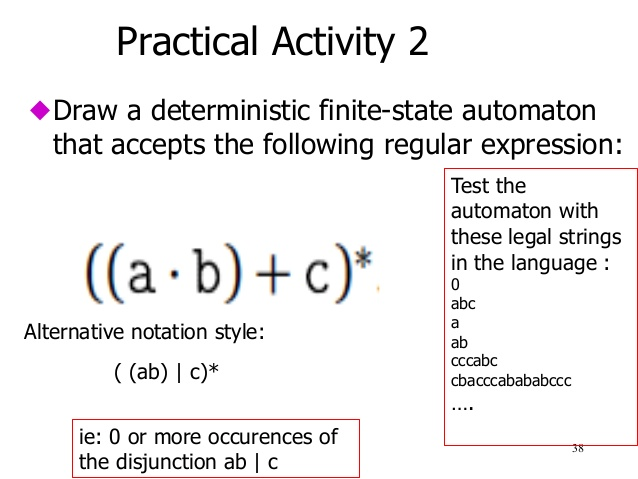 Practical Activity 2
Draw a deterministic finite-state automaton
that accepts the following regular expression:
((a · b) + c)*
Alternative notation style:
( (ab) | c)*
ie: 0 or more occurences of
the disjunction ab | c
Test the
automaton with
these legal strings
in the language :
0
abc
a
ab
cccabc
cbacccabababccc
….
38